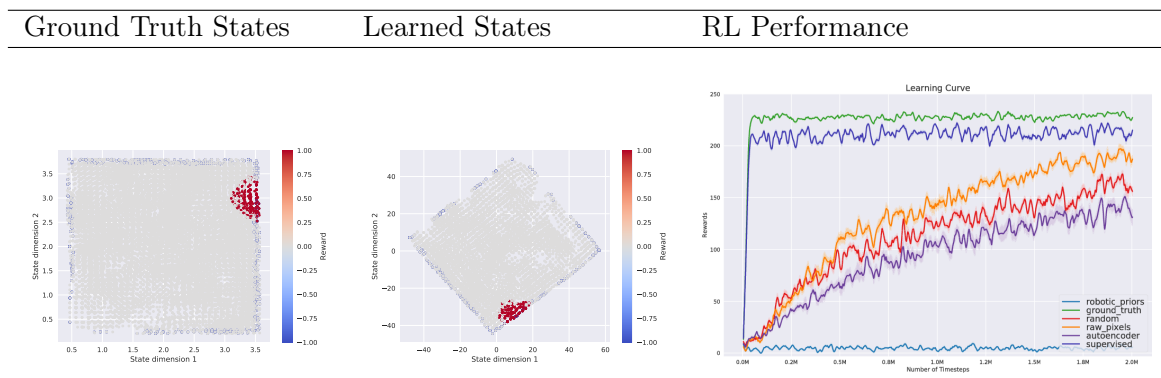 Ground Truth States Learned States RL Performance
Learning Curve
250
200
150
100
50
0
Rewards
0.0M 0.2M 0.5M 0.8M 1.0M 1.2M 1.5M 1.8M 2.0M
Number of Timesteps
robotic_priors
ground_truth
random
raw_pixels
autoencoder
supervised
3.5
3.0
2.5
2.0
1.5
1.0
0.5
State dimension 2
0.5 1.0 1.5 2.0 2.5 3.0 3.5
State dimension 1
1.00
0.75
0.50
0.25
0.00
−0.25
−0.50
−0.75
−1.00
Reward
40
20
0
−20
−40
State dimension 2
−40 −20 0 20 40 60
State dimension 1
1.00
0.75
0.50
0.25
0.00
−0.25
−0.50
−0.75
−1.00
Reward